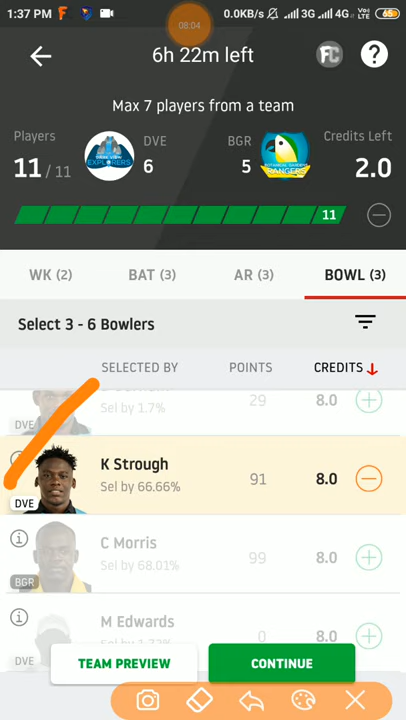 1:37 PM F 0.0KB/s 3G 4G VoLTE 65
08:04
6h 22m left FC ?
Max 7 players from a team
Players DVE BGR Credits Left
11 / 11 6 5 2.0
11
WK (2) BAT (3) AR (3) BOWL (3)
Select 3 - 6 Bowlers
SELECTED BY POINTS CREDITS
Sel by 1.7% 29 8.0
DVE
K Strough
Sel by 66.66% 91 8.0
DVE
C Morris
Sel by 68.01% 99 8.0
BGR
M Edwards
0 8.0
DVE
TEAM PREVIEW CONTINUE